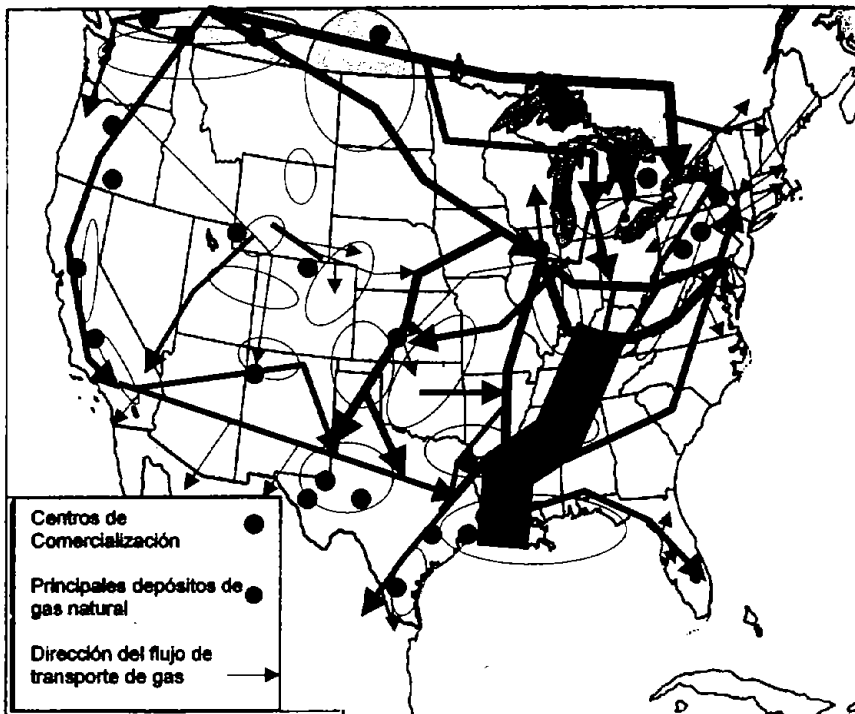 Centros de
Comercialización
Principales depósitos de
gas natural
Dirección del flujo de
transporte de gas